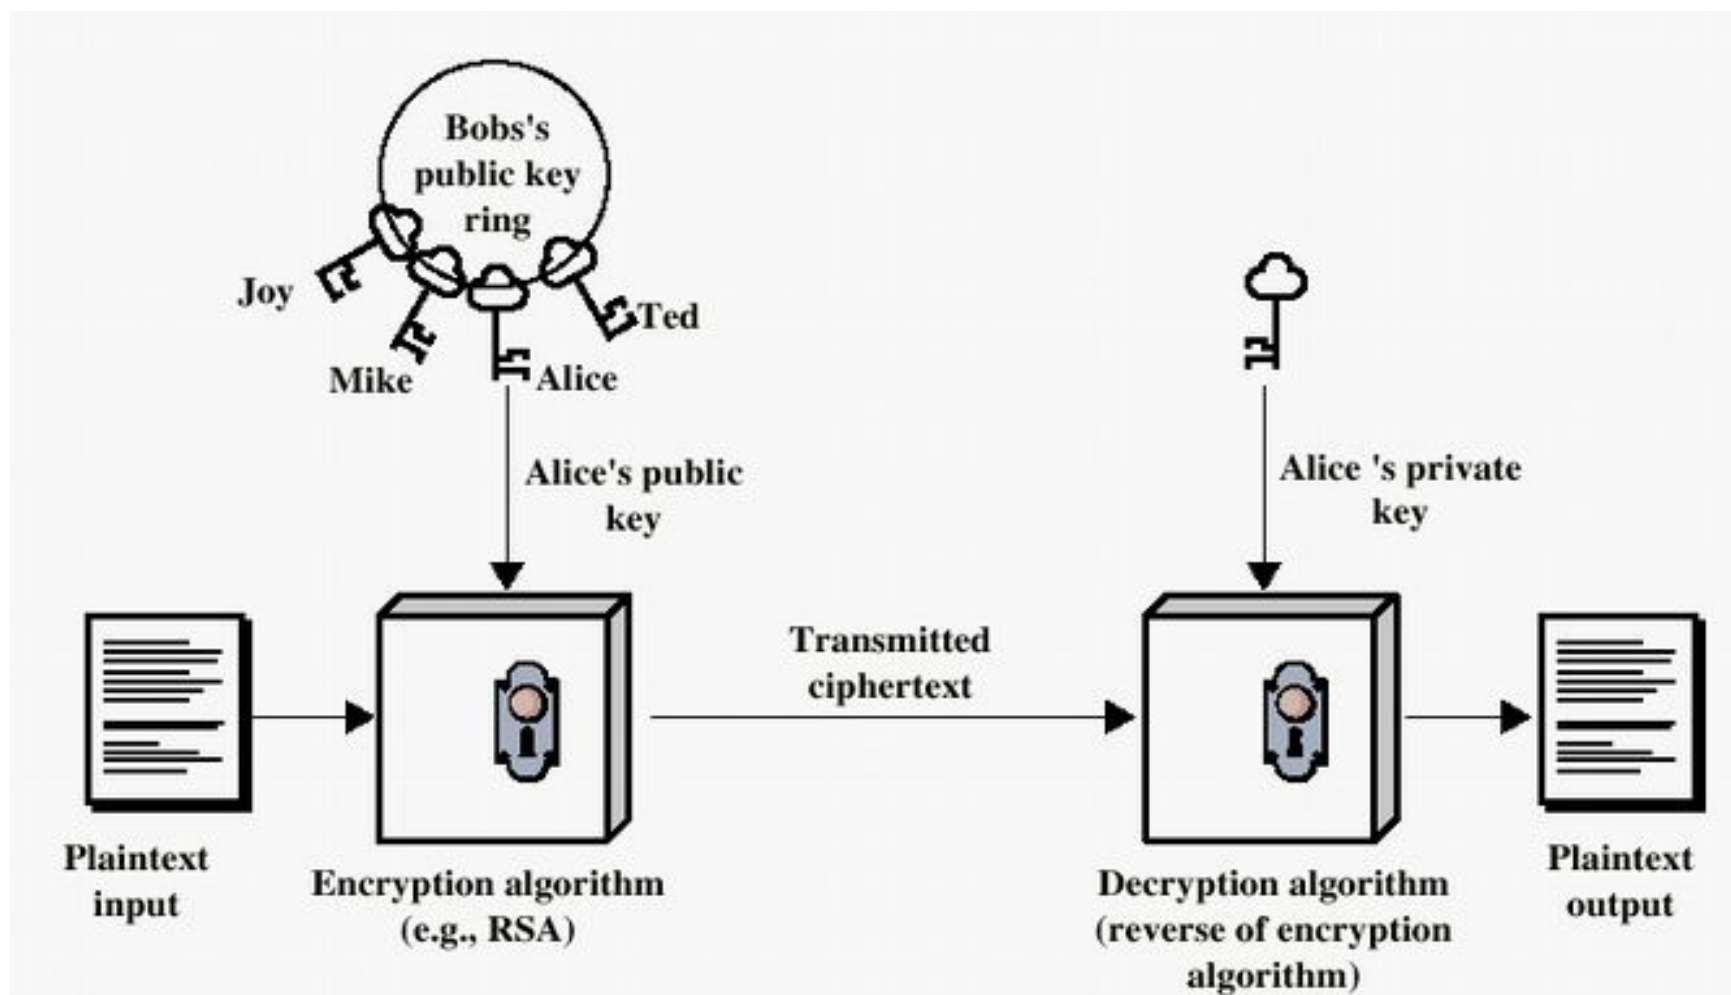 Bobs's
public key
ring
Joy
Ted
Mike
Alice
Alice's public
key
Alice 's private
key
Transmitted
ciphertext
Plaintext
input
Encryption algorithm
(e.g., RSA)
Decryption algorithm
(reverse of encryption
algorithm)
Plaintext
output